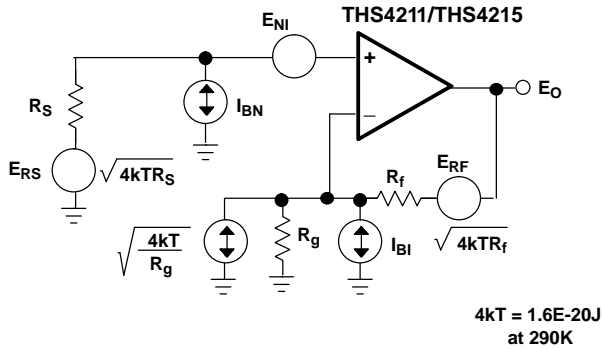 THS4211/THS4215
E_NI
+
R_S
I_BN
E_O
_
E_RS
√4kTR_S
R_f
E_RF
√4kT/R_g
R_g
I_BI
√4kTR_f
4kT = 1.6E-20J
at 290K